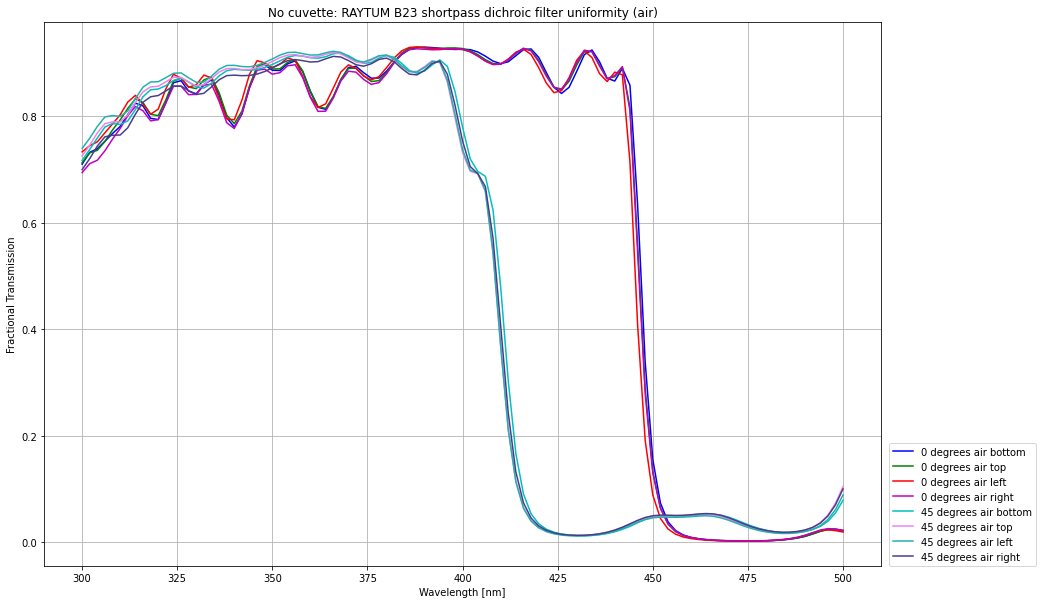 No cuvette: RAYTUM B23 shortpass dichroic filter uniformity (air)
Fractional Transmission
0.8
0.6
0.4
0.2
0.0
300
325
350
375
400
425
450
475
500
Wavelength [nm]
0 degrees air bottom
0 degrees air top
0 degrees air left
0 degrees air right
45 degrees air bottom
45 degrees air top
45 degrees air left
45 degrees air right